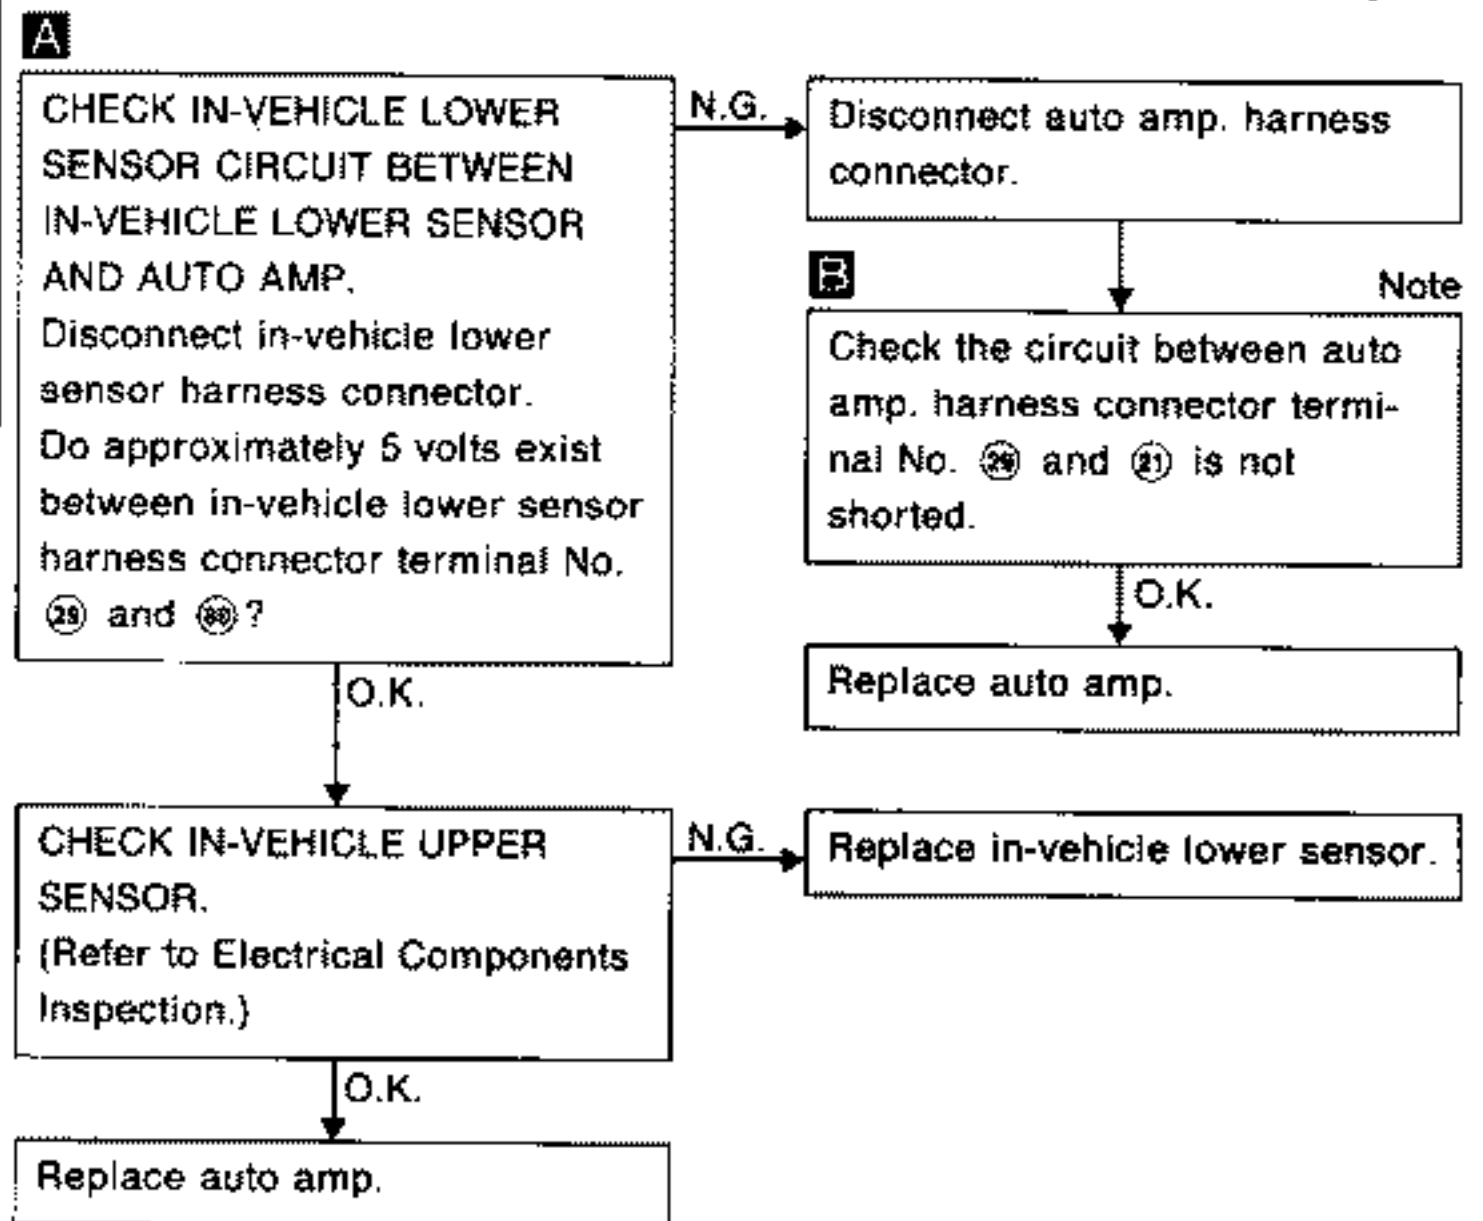 A
CHECK IN-VEHICLE LOWER
SENSOR CIRCUIT BETWEEN
IN-VEHICLE LOWER SENSOR
AND AUTO AMP.
Disconnect in-vehicle lower
sensor harness connector.
Do approximately 5 volts exist
between in-vehicle lower sensor
harness connector terminal No.
and ?
O.K.
CHECK IN-VEHICLE UPPER
SENSOR.
(Refer to Electrical Components
Inspection.)
O.K.
Replace auto amp.
N.G.
Disconnect auto amp. harness
connector.
B
Note
Check the circuit between auto
amp. harness connector termi-
nal No. and ㉑ is not
shorted.
O.K.
Replace auto amp.
N.G.
Replace in-vehicle lower sensor.